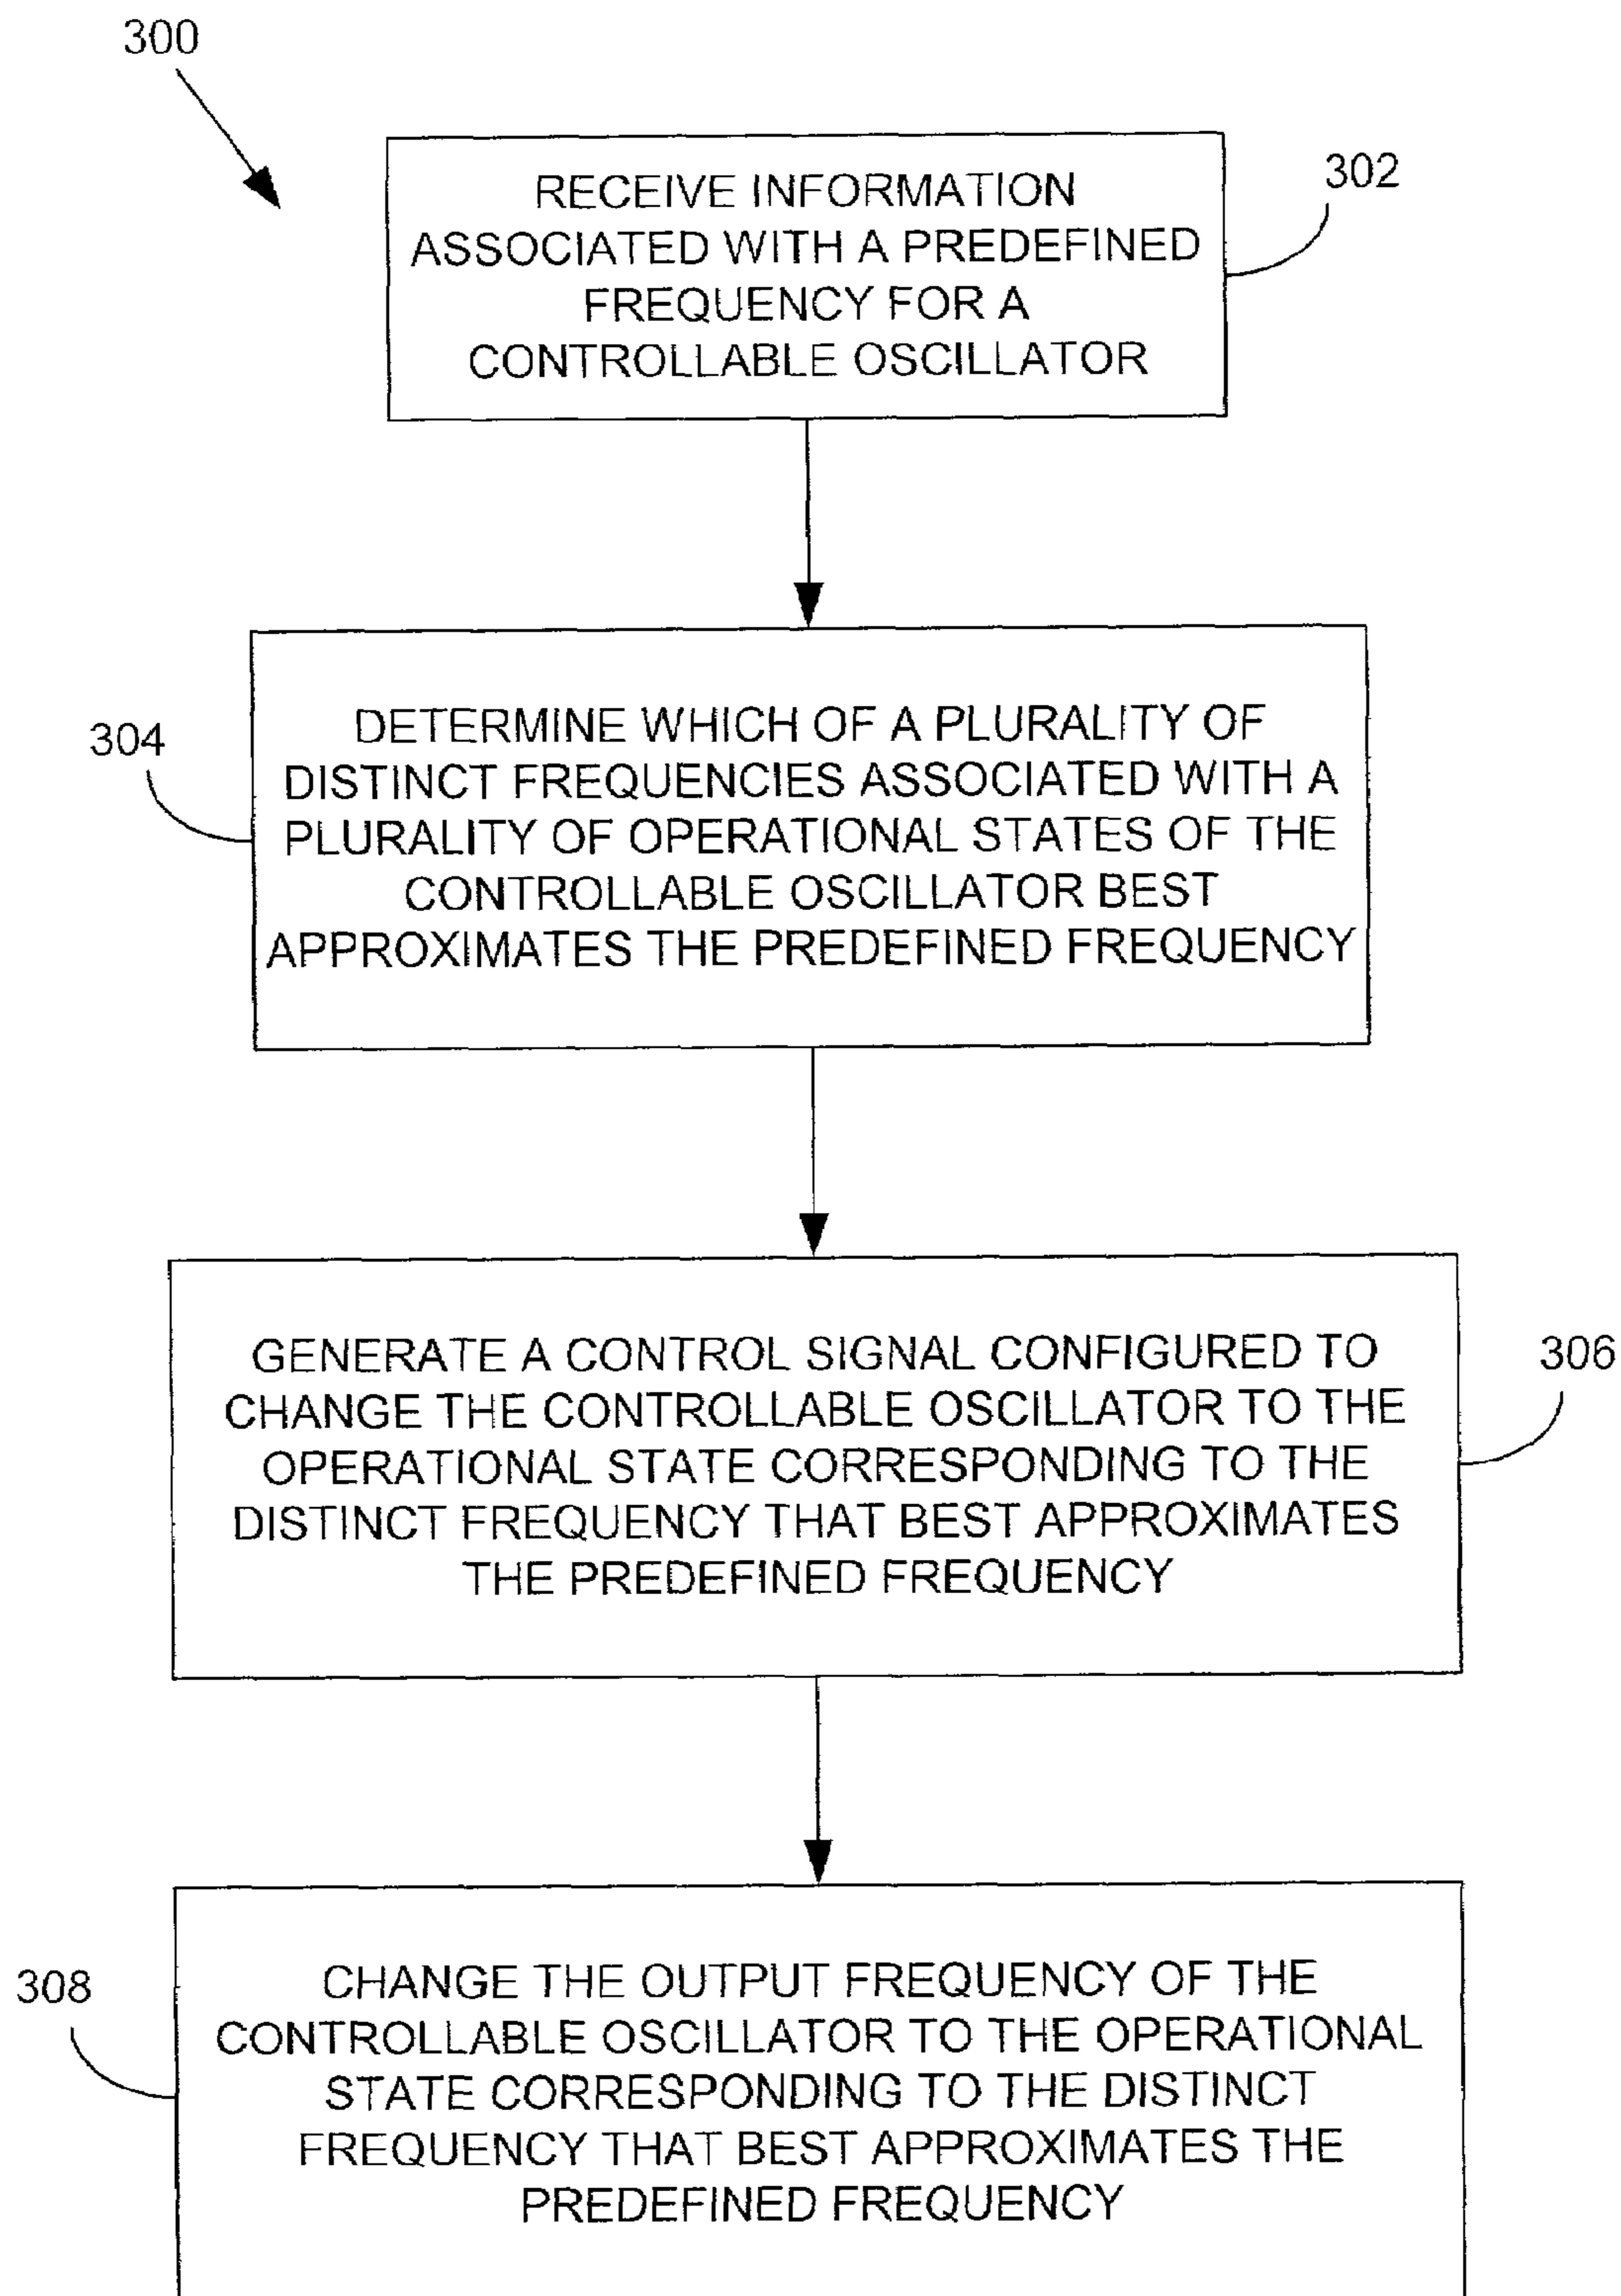 300
RECEIVE INFORMATION
ASSOCIATED WITH A PREDEFINED
FREQUENCY FOR A
CONTROLLABLE OSCILLATOR
302
304
DETERMINE WHICH OF A PLURALITY OF
DISTINCT FREQUENCIES ASSOCIATED WITH A
PLURALITY OF OPERATIONAL STATES OF THE
CONTROLLABLE OSCILLATOR BEST
APPROXIMATES THE PREDEFINED FREQUENCY
GENERATE A CONTROL SIGNAL CONFIGURED TO
CHANGE THE CONTROLLABLE OSCILLATOR TO THE
OPERATIONAL STATE CORRESPONDING TO THE
DISTINCT FREQUENCY THAT BEST APPROXIMATES
THE PREDEFINED FREQUENCY
306
308
CHANGE THE OUTPUT FREQUENCY OF THE
CONTROLLABLE OSCILLATOR TO THE OPERATIONAL
STATE CORRESPONDING TO THE DISTINCT
FREQUENCY THAT BEST APPROXIMATES THE
PREDEFINED FREQUENCY